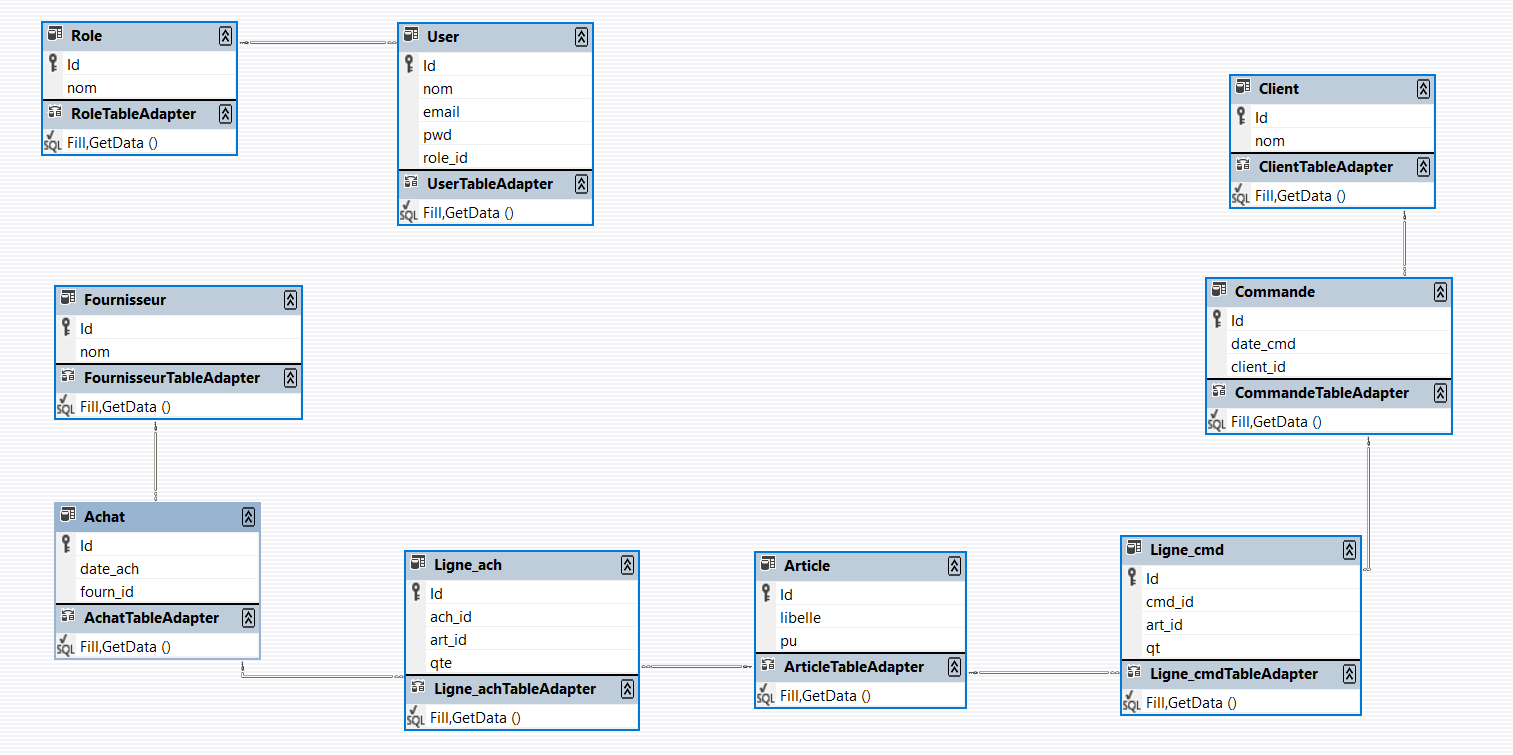 Role
Id
nom
RoleTableAdapter
SQL Fill,GetData ()
User
Id
nom
email
pwd
role_id
UserTableAdapter
SQL Fill,GetData ()
Client
Id
nom
ClientTableAdapter
SQL Fill,GetData ()
Fournisseur
Id
nom
FournisseurTableAdapter
SQL Fill,GetData ()
Commande
Id
date_cmd
client_id
CommandeTableAdapter
SQL Fill,GetData ()
Achat
Id
date_ach
fourn_id
AchatTableAdapter
SQL Fill,GetData ()
Ligne_ach
Id
ach_id
art_id
qte
Ligne_achTableAdapter
SQL Fill,GetData ()
Article
Id
libelle
pu
ArticleTableAdapter
SQL Fill,GetData ()
Ligne_cmd
Id
cmd_id
art_id
qt
Ligne_cmdTableAdapter
SQL Fill,GetData ()